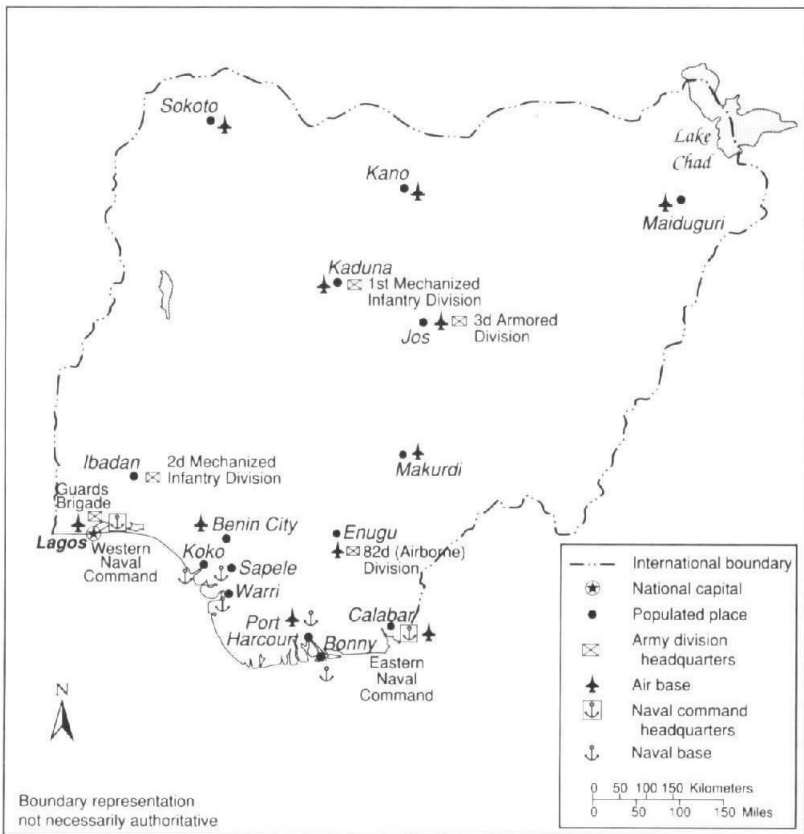 Sokoto
Lake
Chad
Kano
Maiduguri
Kaduna
1st Mechanized
Infantry Division
3d Armored
Division
Jos
Ibadan
2d Mechanized
Infantry Division
Makurdi
Guards
Brigade
Benin City
Enugu
Lagos
Western
Naval
Command
Koko
82d (Airborne)
Division
Sapele
Warri
Port
Harcourt
Calabar
Bonny
Eastern
Naval
Command
International boundary
National capital
Populated place
Army division
headquarters
Air base
Naval command
headquarters
Naval base
0 50 100 150 Kilometers
0 50 100 150 Miles
N
Boundary representation
not necessarily authoritative